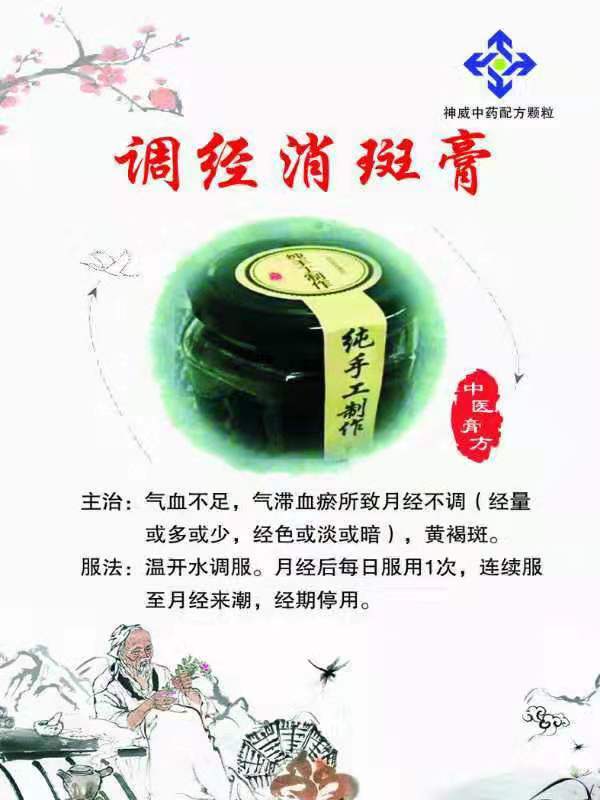 神威中药配方颗粒
调经消斑膏
纯手工制作
纯手工制作
中医膏方
主治：气血不足，气滞血瘀所致月经不调（经量
或多或少，经色或淡或暗），黄褐斑。
服法：温开水调服。月经后每日服用1次，连续服
至月经来潮，经期停用。